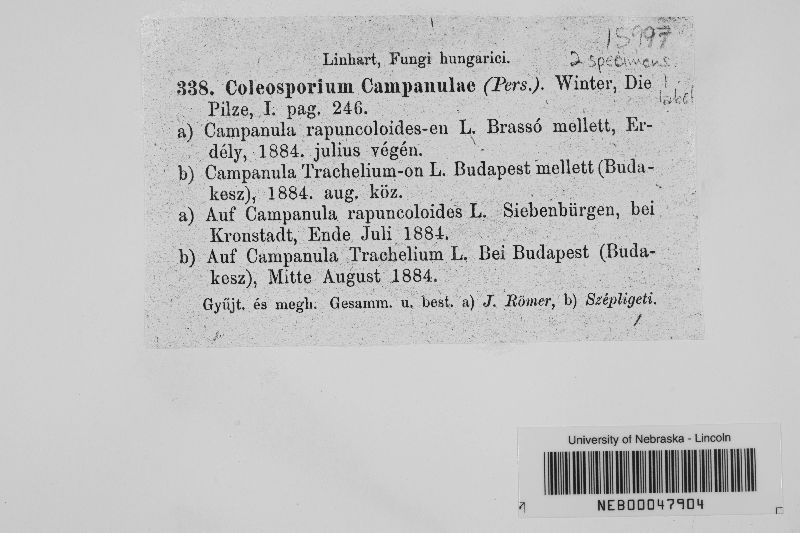 15997
Linhart, Fungi hungarici.
2 specimens
1 label
338. Coleosporium Campanulae (Pers.). Winter, Die
Pilze, I. pag. 246.
a) Campanula rapuncoloides-en L. Brassó mellett, Er-
dély, 1884. julius végén.
b) Campanula Trachelium-on L. Budapest mellett (Buda-
kesz), 1884. aug. köz.
a) Auf Campanula rapuncoloides L. Siebenbürgen, bei
Kronstadt, Ende Juli 1884.
b) Auf Campanula Trachelium L. Bei Budapest (Buda-
kesz), Mitte August 1884.
Gyűjt. és megh. Gesamm. u. best. a) J. Römer, b) Szépligeti.
University of Nebraska - Lincoln
NEB00047904